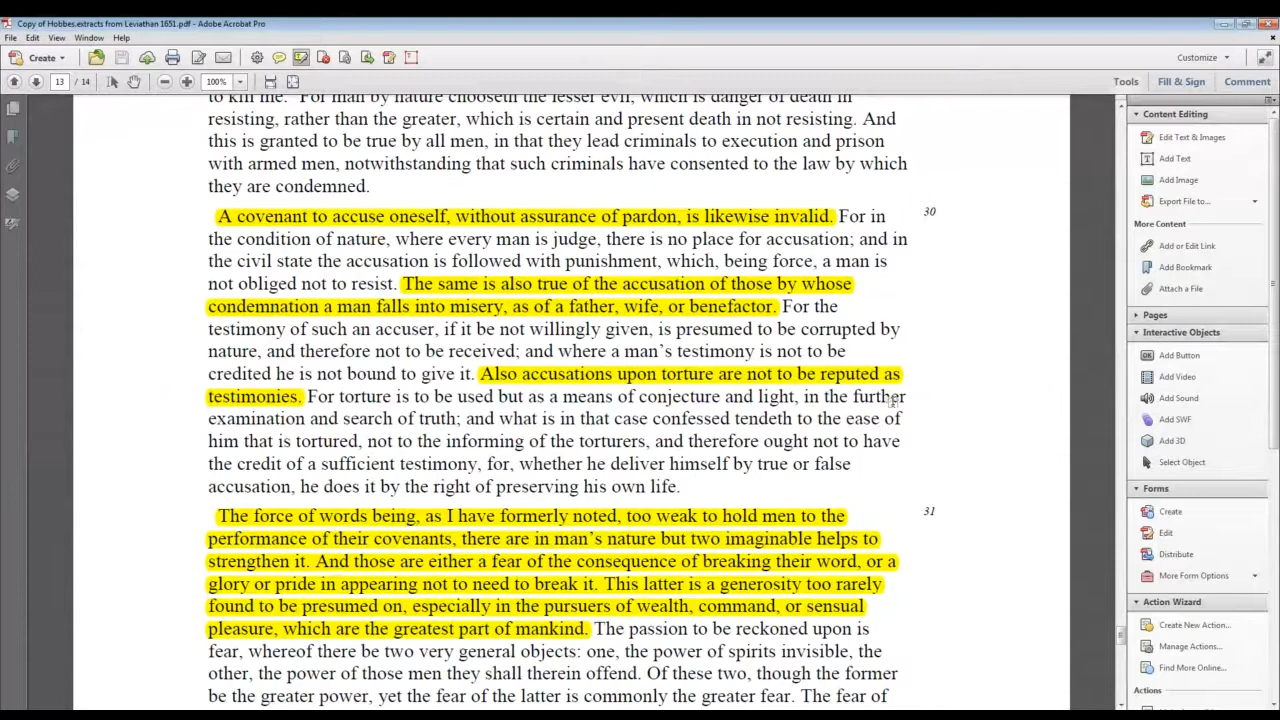 Copy of Hobbes.extracts from Leviathan 1651.pdf - Adobe Acrobat Pro
File Edit View Window Help
Create Customize
13 / 14 100% Tools Fill & Sign Comment
to kill me. For man by nature chooseth the lesser evil, which is danger of death in
resisting, rather than the greater, which is certain and present death in not resisting. And
this is granted to be true by all men, in that they lead criminals to execution and prison
with armed men, notwithstanding that such criminals have consented to the law by which
they are condemned.
A covenant to accuse oneself, without assurance of pardon, is likewise invalid. For in 30
the condition of nature, where every man is judge, there is no place for accusation; and in
the civil state the accusation is followed with punishment, which, being force, a man is
not obliged not to resist. The same is also true of the accusation of those by whose
condemnation a man falls into misery, as of a father, wife, or benefactor. For the
testimony of such an accuser, if it be not willingly given, is presumed to be corrupted by
nature, and therefore not to be received; and where a man's testimony is not to be
credited he is not bound to give it. Also accusations upon torture are not to be reputed as
testimonies. For torture is to be used but as a means of conjecture and light, in the further
examination and search of truth; and what is in that case confessed tendeth to the ease of
him that is tortured, not to the informing of the torturers, and therefore ought not to have
the credit of a sufficient testimony, for, whether he deliver himself by true or false
accusation, he does it by the right of preserving his own life.
The force of words being, as I have formerly noted, too weak to hold men to the 31
performance of their covenants, there are in man's nature but two imaginable helps to
strengthen it. And those are either a fear of the consequence of breaking their word, or a
glory or pride in appearing not to need to break it. This latter is a generosity too rarely
found to be presumed on, especially in the pursuers of wealth, command, or sensual
pleasure, which are the greatest part of mankind. The passion to be reckoned upon is
fear, whereof there be two very general objects: one, the power of spirits invisible, the
other, the power of those men they shall therein offend. Of these two, though the former
be the greater power, yet the fear of the latter is commonly the greater fear. The fear of
Content Editing
Edit Text & Images
Add Text
Add Image
Export File to...
More Content
Add or Edit Link
Add Bookmark
Attach a File
Pages
Interactive Objects
Add Button
Add Video
Add Sound
Add SWF
Add 3D
Select Object
Forms
Create
Edit
Distribute
More Form Options
Action Wizard
Create New Action...
Manage Actions...
Find More Online...
Actions